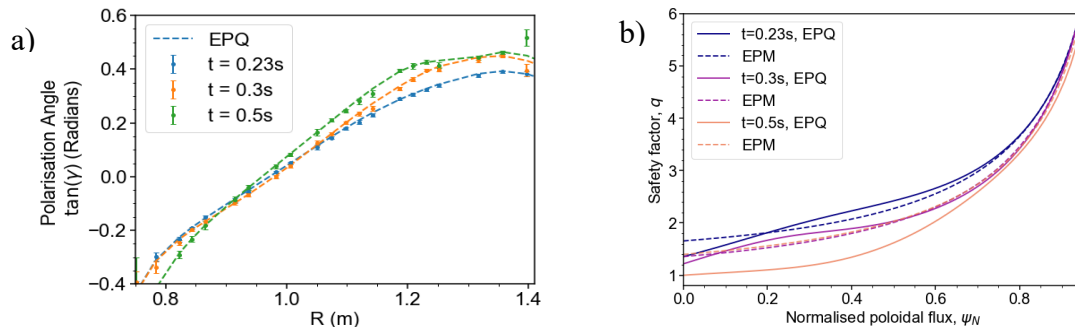 a)
Polarisation Angle
tan(γ) (Radians)
0.6
0.4
0.2
0.0
−0.2
−0.4
EPQ
t = 0.23s
t = 0.3s
t = 0.5s
0.8 1.0 1.2 1.4
R (m)
b)
Safety factor, q
6
5
4
3
2
1
t=0.23s, EPQ
EPM
t=0.3s, EPQ
EPM
t=0.5s, EPQ
EPM
0.0 0.2 0.4 0.6 0.8
Normalised poloidal flux, ψN